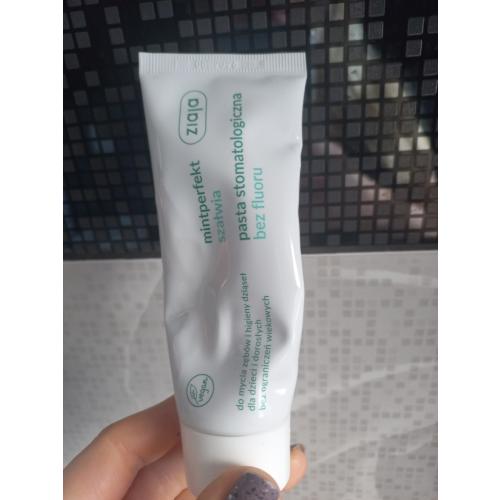 ziaja
mintperfekt
szałwia
pasta stomatologiczna
bez fluoru
do mycia zębów i higieny dziąseł
dla dzieci i dorosłych
bez ograniczeń wiekowych
vegan